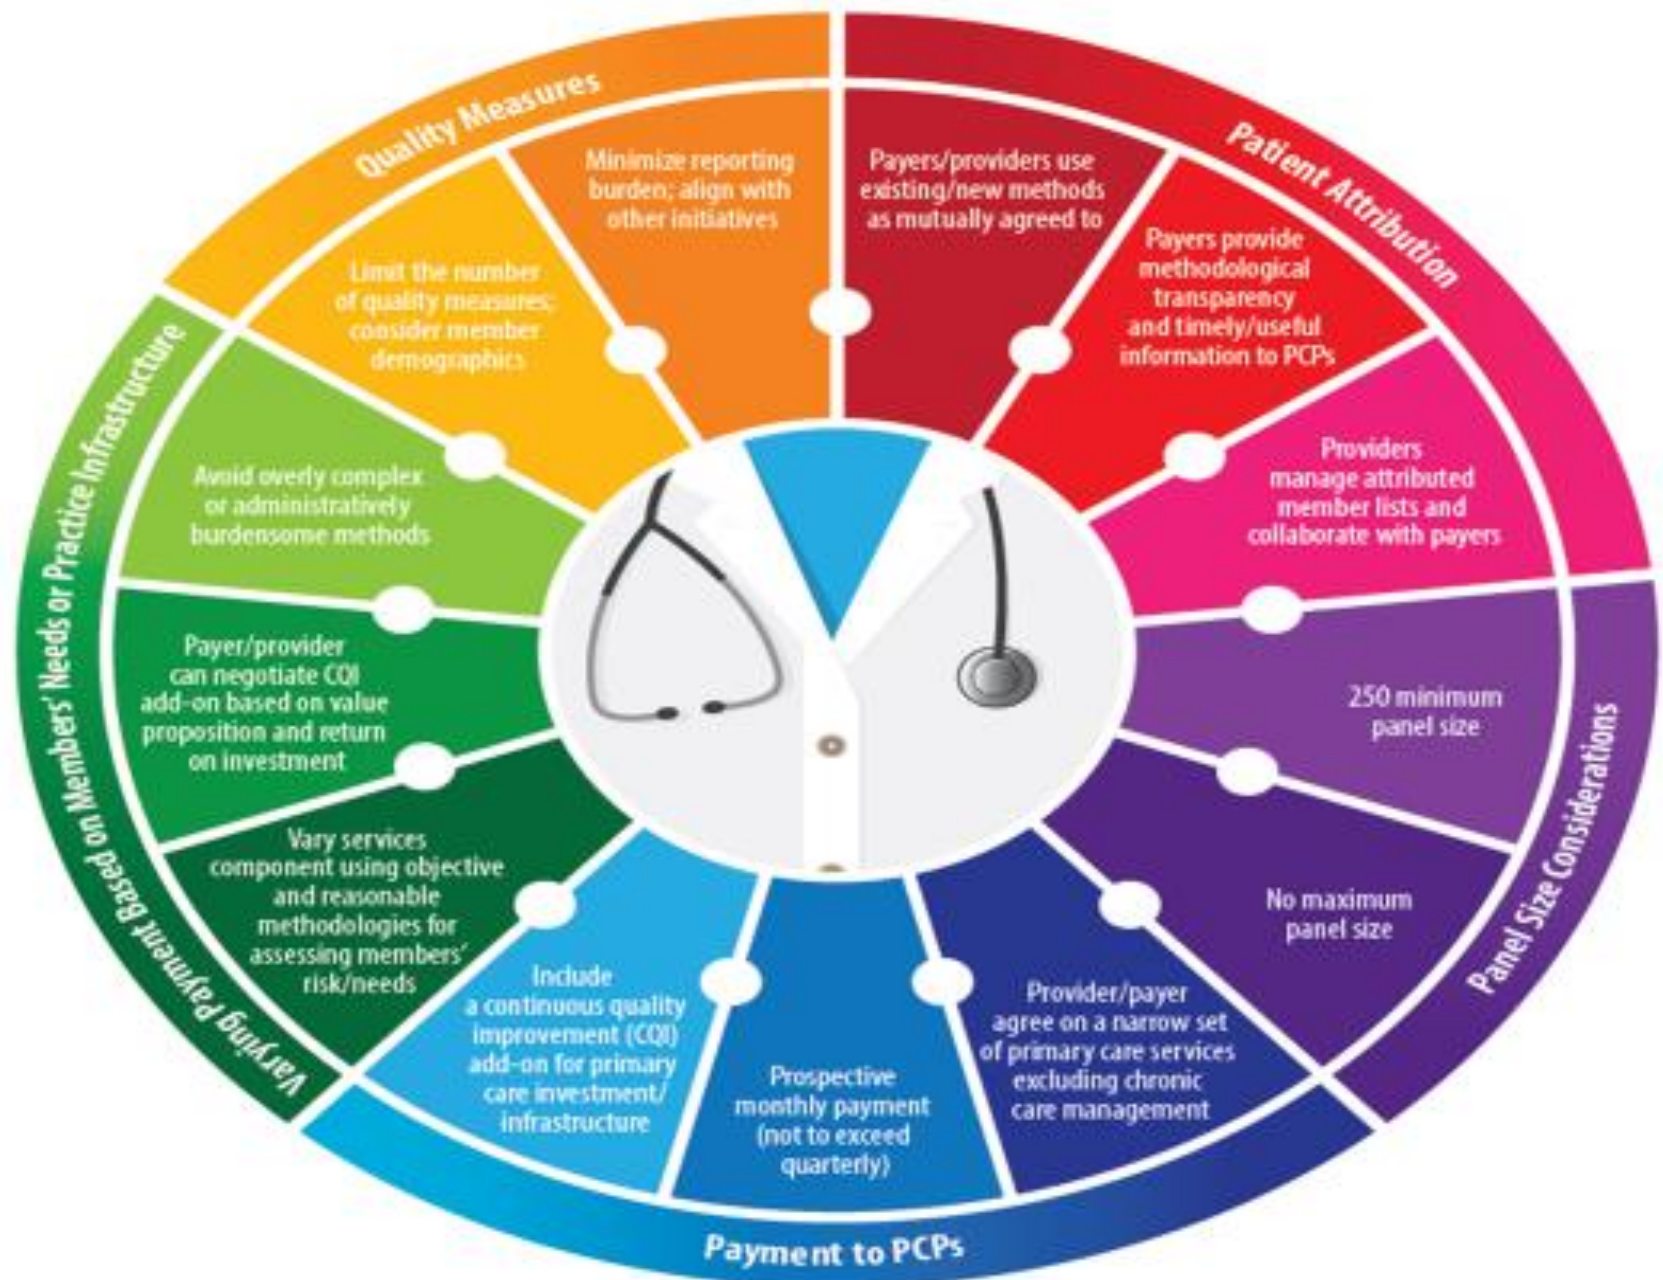 Quality Measures
Minimize reporting
burden; align with
other initiatives
Limit the number
of quality measures;
consider member
demographics
Patient Attribution
Payers/providers use
existing/new methods
as mutually agreed to
Payers provide
methodological
transparency
and timely/useful
information to PCPs
Providers
manage attributed
member lists and
collaborate with payers
Panel Size Considerations
250 minimum
panel size
No maximum
panel size
Payment to PCPs
Provider/payer
agree on a narrow set
of primary care services
excluding chronic
care management
Prospective
monthly payment
(not to exceed
quarterly)
Include
a continuous quality
improvement (CQI)
add-on for primary
care investment/
infrastructure
Varying Payment Based on Members' Needs or Practice Infrastructure
Vary services
component using objective
and reasonable
methodologies for
assessing members'
risk/needs
Payer/provider
can negotiate CQI
add-on based on value
proposition and return
on investment
Avoid overly complex
or administratively
burdensome methods